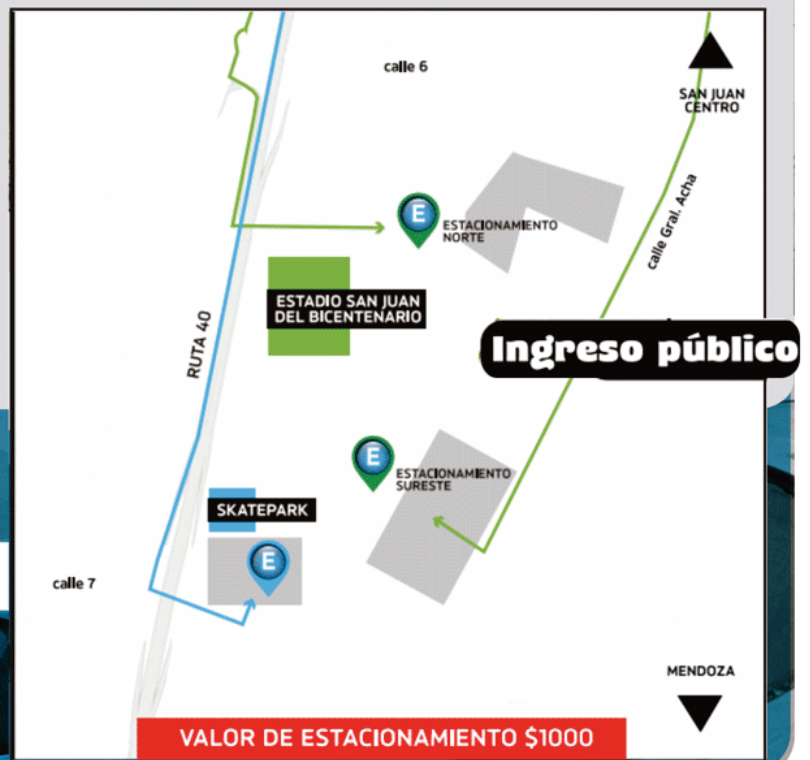 calle 6
SAN JUAN
CENTRO
calle Gral. Acha
E
ESTACIONAMIENTO
NORTE
ESTADIO SAN JUAN
DEL BICENTENARIO
RUTA 40
Ingreso público
E
ESTACIONAMIENTO
SURESTE
SKATEPARK
E
calle 7
MENDOZA
VALOR DE ESTACIONAMIENTO $1000